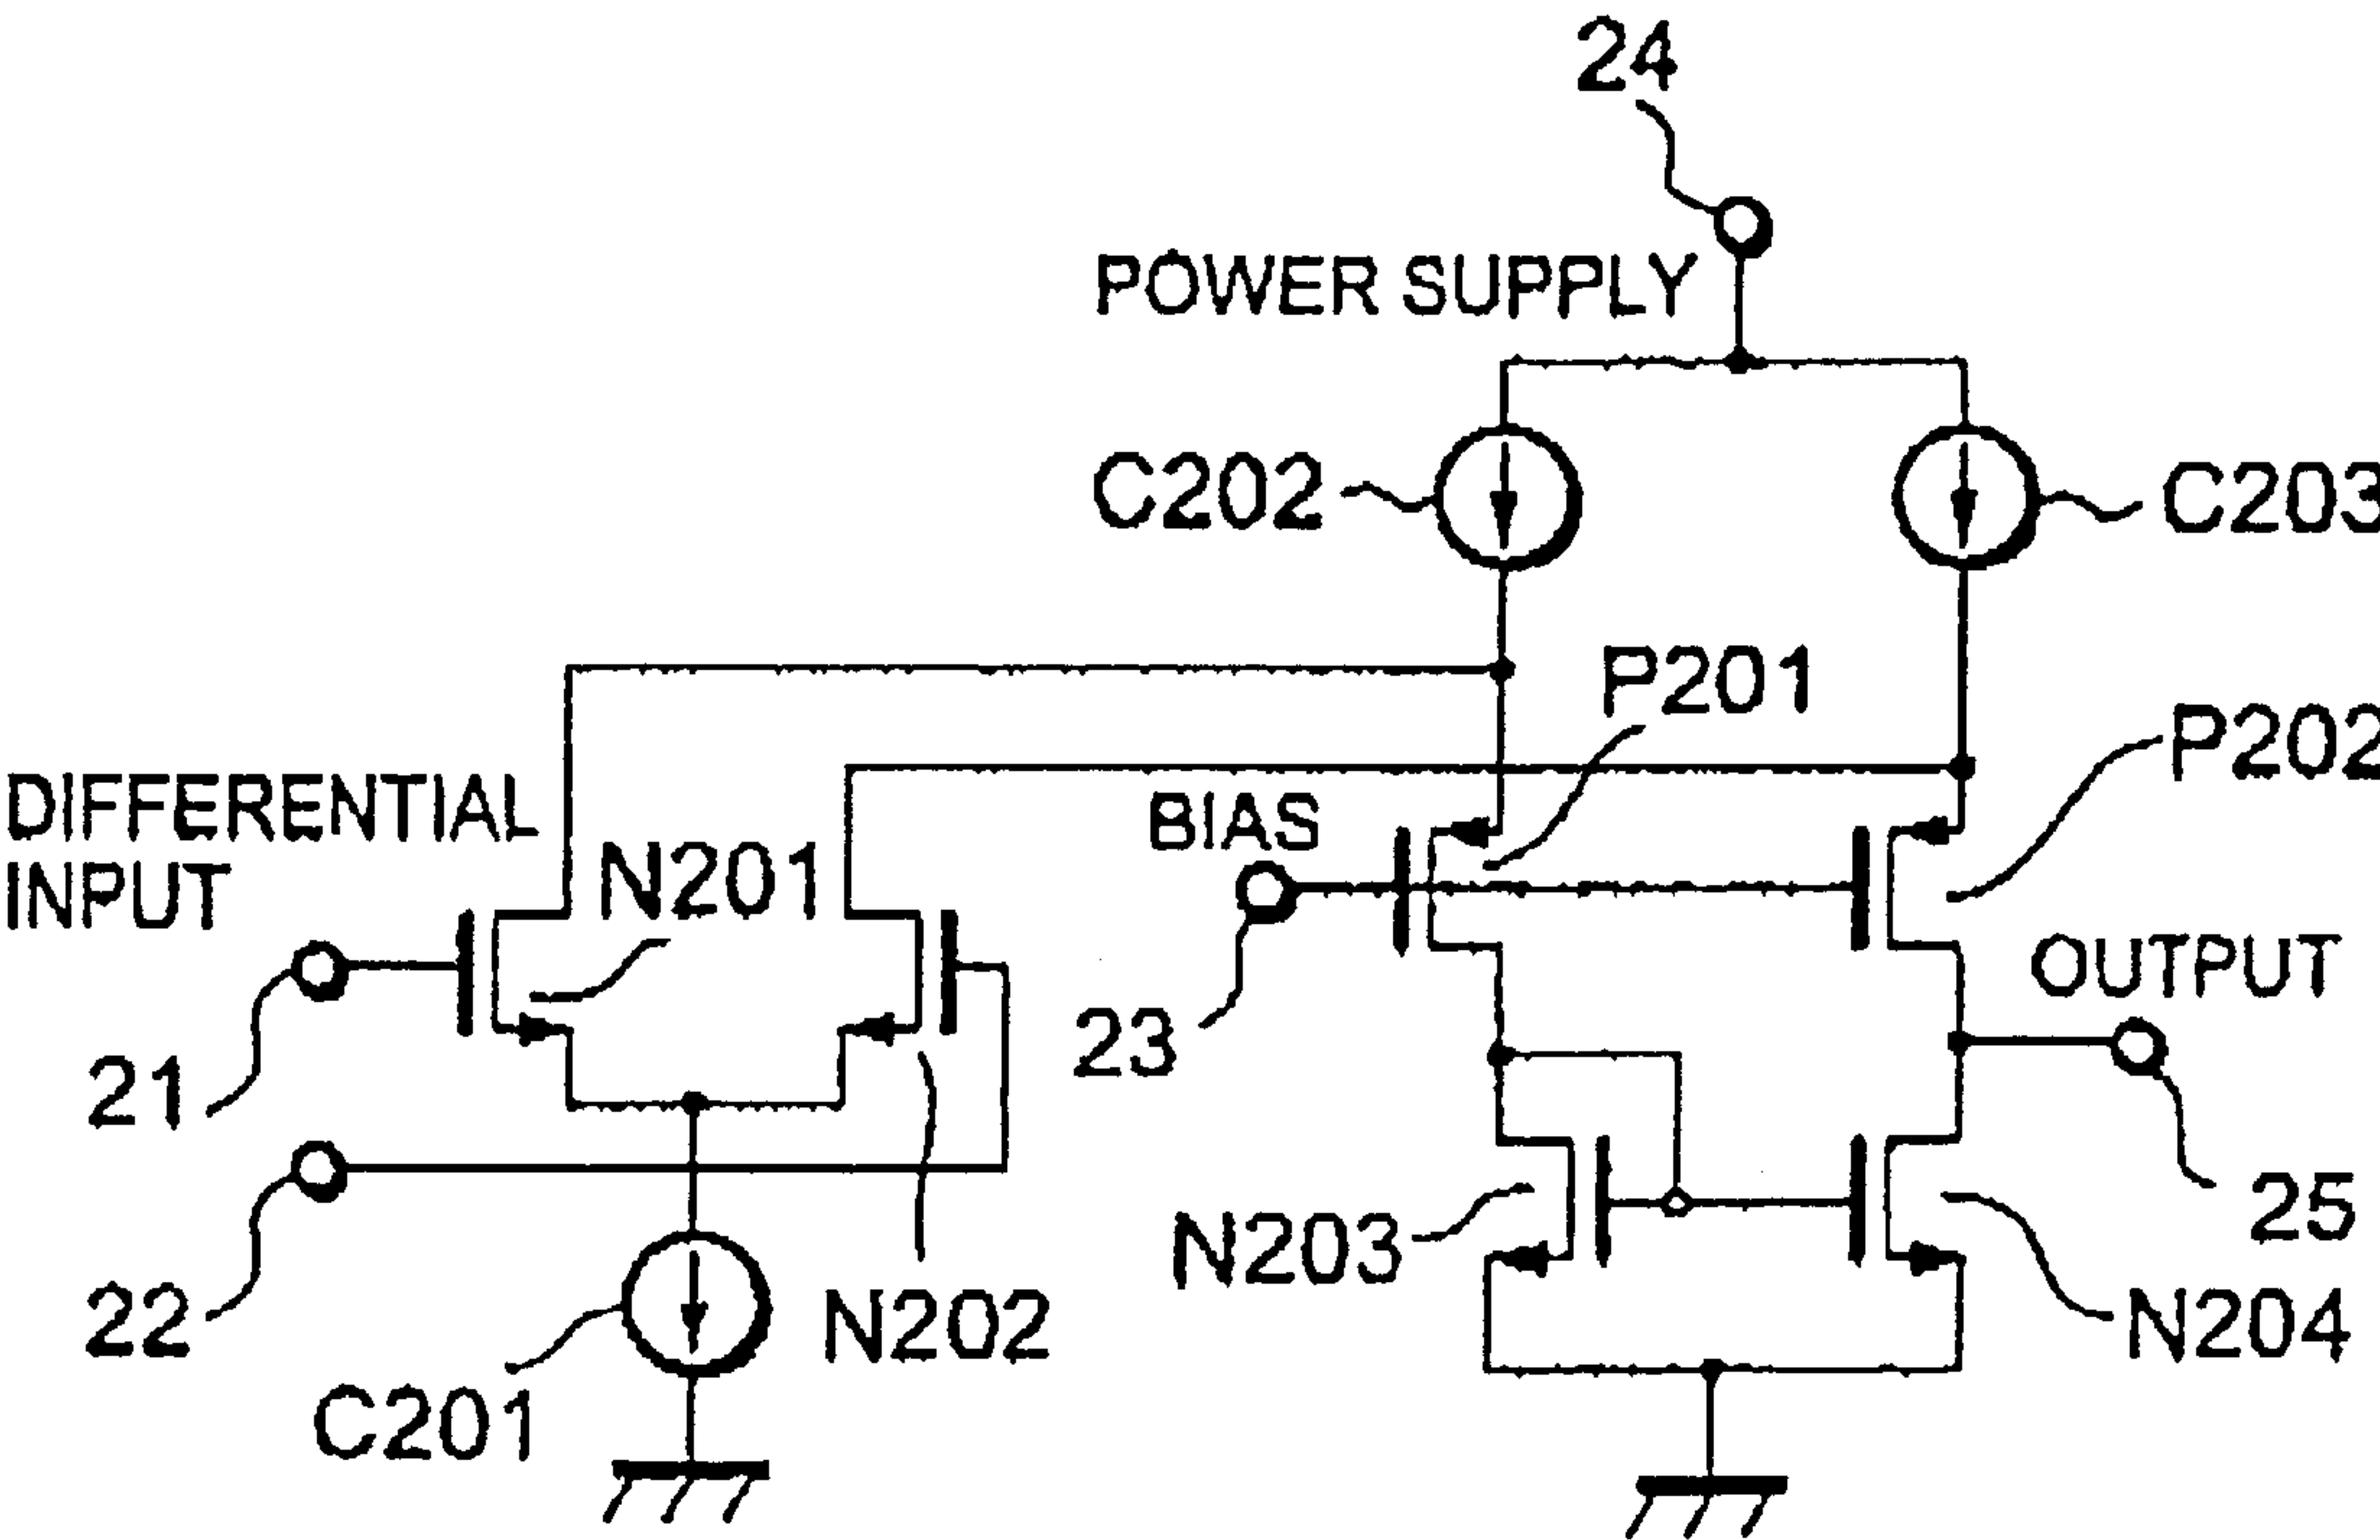 24
POWER SUPPLY
C202
C203
P201
P202
DIFFERENTIAL
INPUT
BIAS
N201
OUTPUT
23
21
25
N203
22
N202
N204
C201